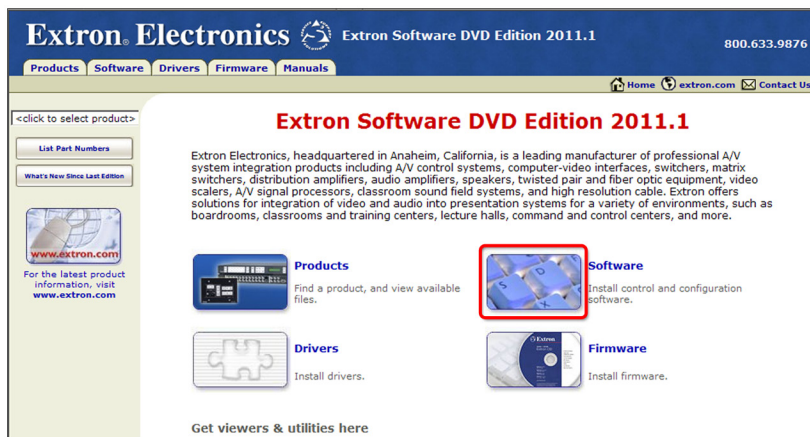 Extron® Electronics Extron Software DVD Edition 2011.1
800.633.9876
Products Software Drivers Firmware Manuals
Home extron.com Contact Us
<click to select product>
List Part Numbers
What's New Since Last Edition
www.extron.com
For the latest product
information, visit
www.extron.com
Extron Software DVD Edition 2011.1
Extron Electronics, headquartered in Anaheim, California, is a leading manufacturer of professional A/V
system integration products including A/V control systems, computer-video interfaces, switchers, matrix
switchers, distribution amplifiers, audio amplifiers, speakers, twisted pair and fiber optic equipment, video
scalers, A/V signal processors, classroom sound field systems, and high resolution cable. Extron offers
solutions for integration of video and audio into presentation systems for a variety of environments, such as
boardrooms, classrooms and training centers, lecture halls, command and control centers, and more.
Products
Find a product, and view available
files.
S D X
Software
Install control and configuration
software.
Drivers
Install drivers.
Extron
Firmware
Install firmware.
Get viewers & utilities here